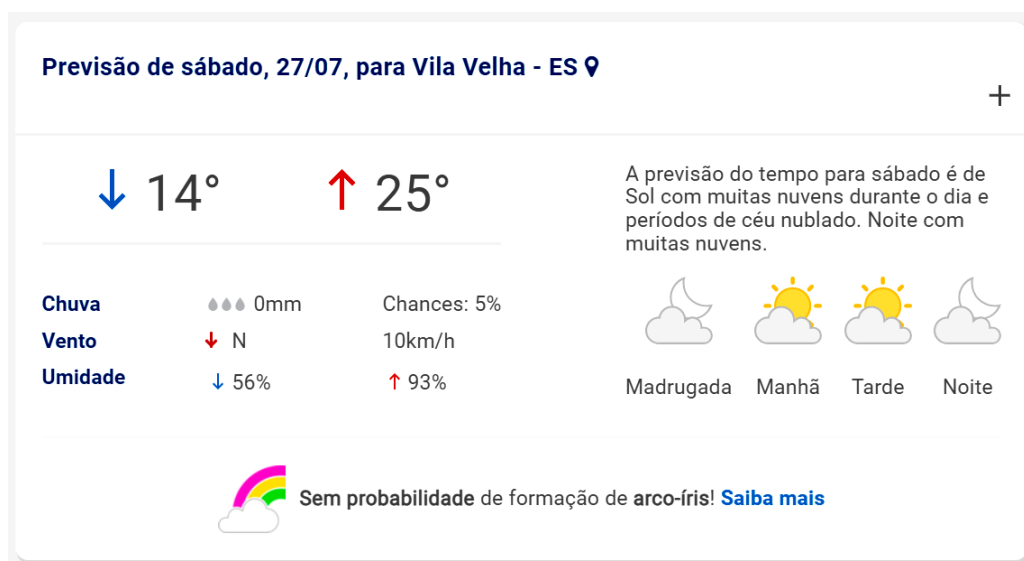 Previsão de sábado, 27/07, para Vila Velha - ES
+
↓ 14° ↑ 25°
A previsão do tempo para sábado é de
Sol com muitas nuvens durante o dia e
períodos de céu nublado. Noite com
muitas nuvens.
Chuva 0mm Chances: 5%
Vento ↓ N 10km/h
Umidade ↓ 56% ↑ 93%
Madrugada Manhã Tarde Noite
Sem probabilidade de formação de arco-íris! Saiba mais